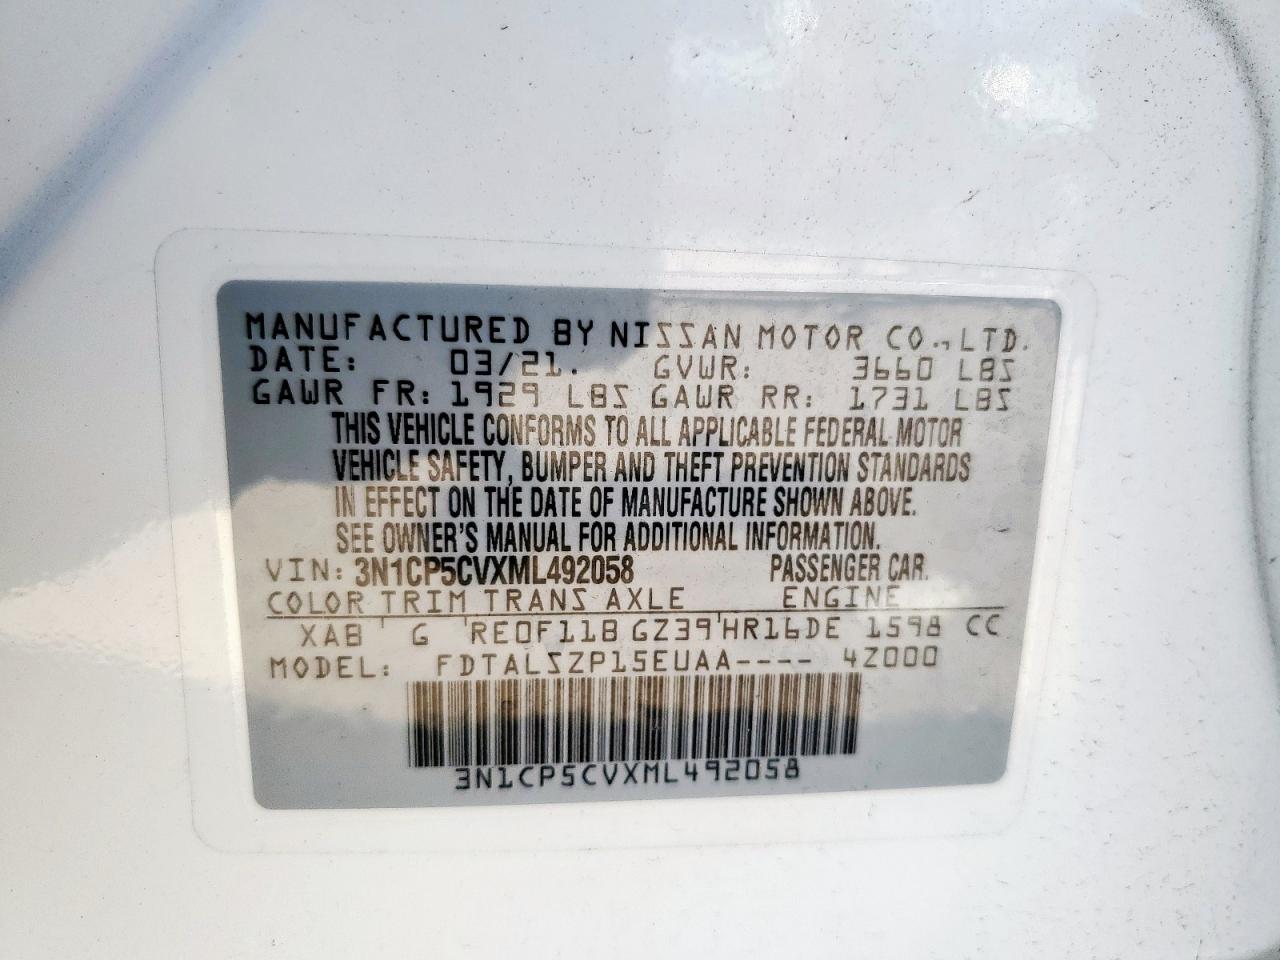 MANUFACTURED BY NISSAN MOTOR CO., LTD.
DATE: 03/21. GVWR: 3660 LBS
GAWR FR: 1929 LBS GAWR RR: 1731 LBS
THIS VEHICLE CONFORMS TO ALL APPLICABLE FEDERAL MOTOR
VEHICLE SAFETY, BUMPER AND THEFT PREVENTION STANDARDS
IN EFFECT ON THE DATE OF MANUFACTURE SHOWN ABOVE.
SEE OWNER'S MANUAL FOR ADDITIONAL INFORMATION.
VIN: 3N1CP5CVXML492058 PASSENGER CAR.
COLOR TRIM TRANS AXLE ENGINE
XAB G RE0F11B GZ39 HR16DE 1598 CC
MODEL: FDTALSZP15EUAA---- 4Z000
3N1CP5CVXML492058